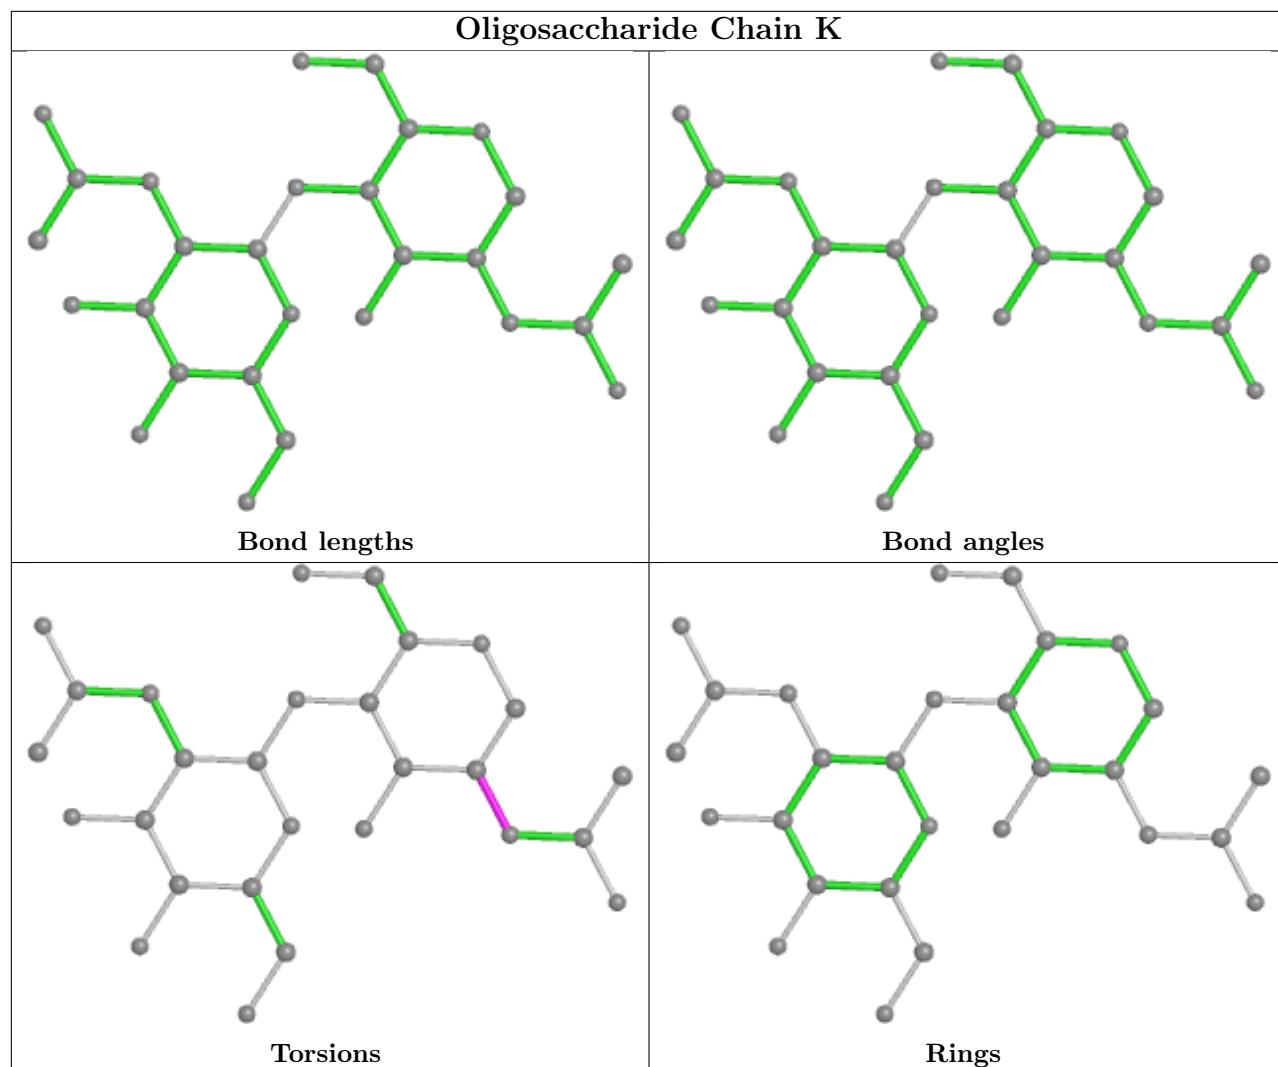 Oligosaccharide Chain K
Bond lengths
Bond angles
Torsions
Rings